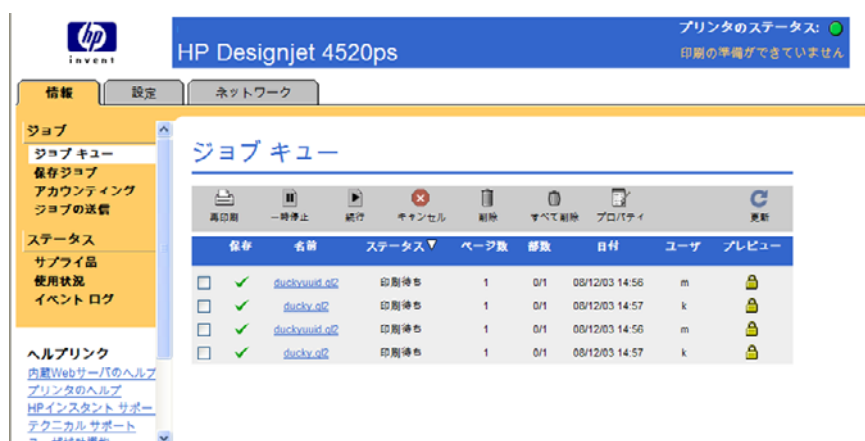 hp
invent
HP Designjet 4520ps
プリンタのステータス:
印刷の準備ができていません
情報 設定 ネットワーク
ジョブ
ジョブ キュー
保存ジョブ
アカウンティング
ジョブの送信
ステータス
サプライ品
使用状況
イベント ログ
ヘルプリンク
内蔵Webサーバのヘルプ
プリンタのヘルプ
HPインスタント サポー
テクニカル サポート
ジョブ キュー
再印刷 一時停止 続行 キャンセル 削除 すべて削除 プロパティ 更新
保存 名前 ステータス▼ ページ数 部数 日付 ユーザ プレビュー
duckyuuid.gl2 印刷待ち 1 0/1 08/12/03 14:56 m
ducky.gl2 印刷待ち 1 0/1 08/12/03 14:57 k
duckyuuid.gl2 印刷待ち 1 0/1 08/12/03 14:56 m
ducky.gl2 印刷待ち 1 0/1 08/12/03 14:57 k